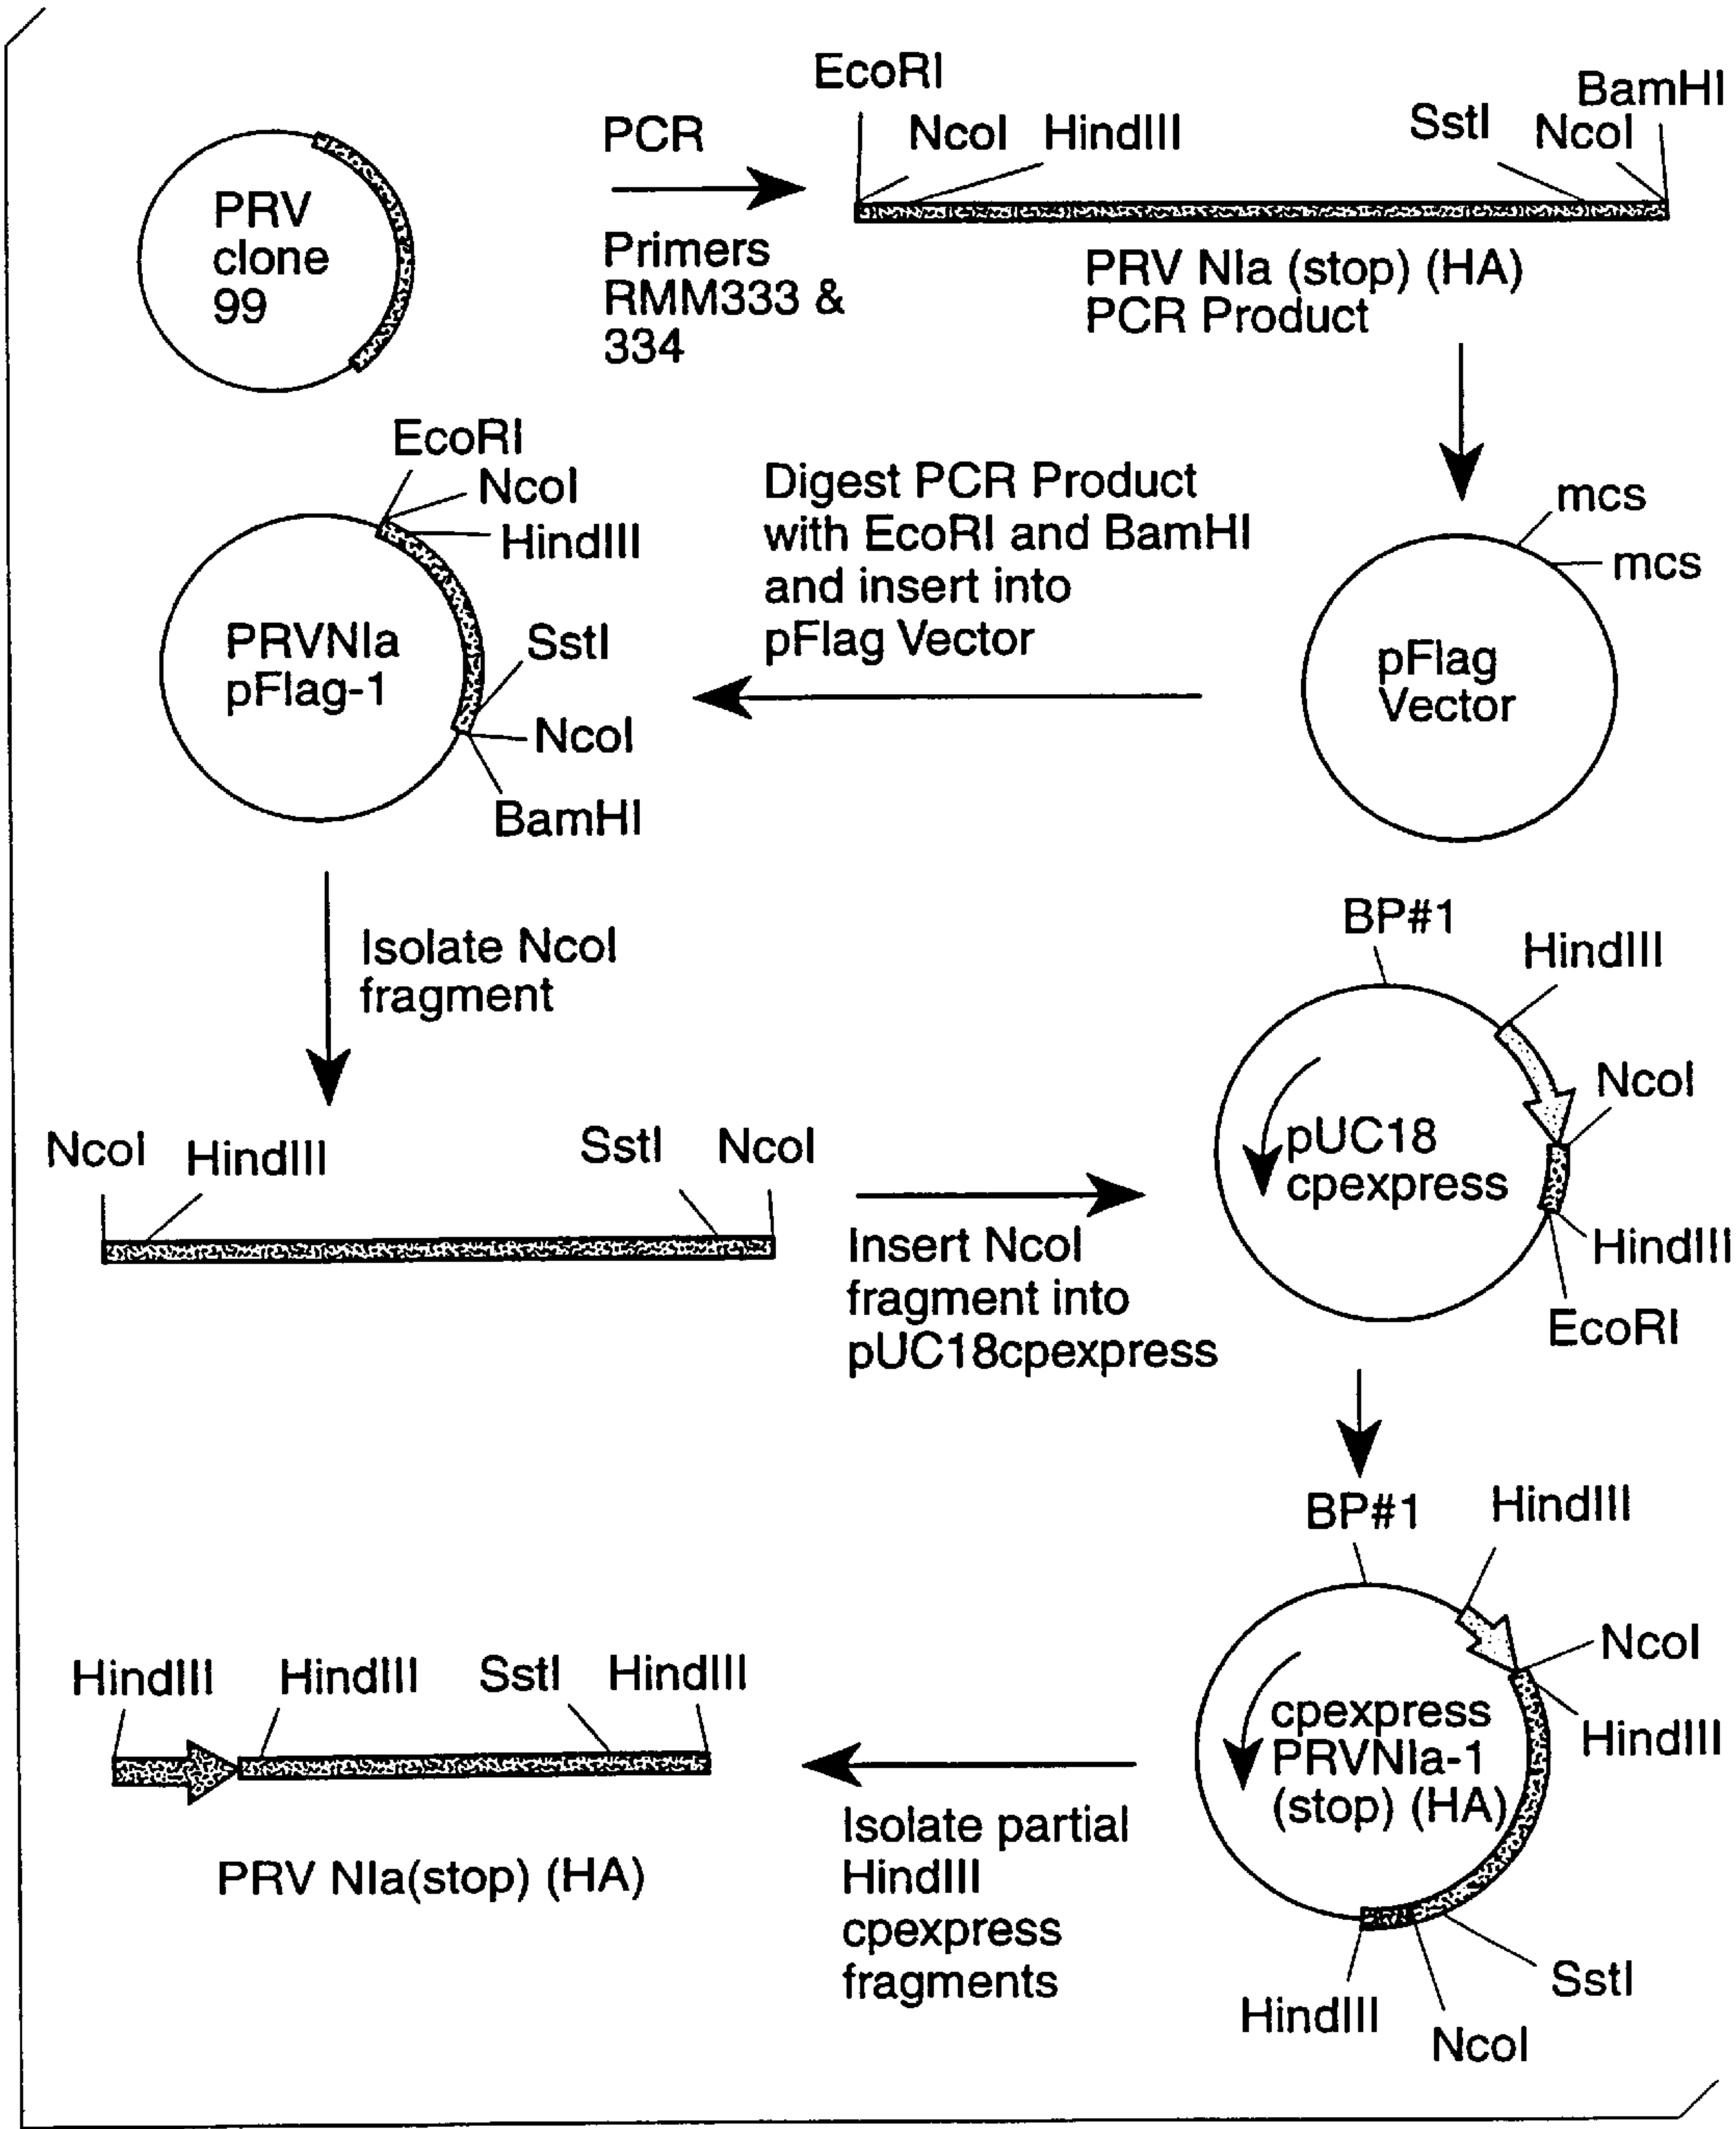 PRV
clone
99
PCR
Primers
RMM333 &
334
EcoRI
NcoI
HindIII
SstI
NcoI
BamHI
PRV NIa (stop) (HA)
PCR Product
mcs
mcs
pFlag
Vector
Digest PCR Product
with EcoRI and BamHI
and insert into
pFlag Vector
EcoRI
NcoI
HindIII
SstI
NcoI
BamHI
PRVNIa
pFlag-1
Isolate NcoI
fragment
NcoI
HindIII
SstI
NcoI
Insert NcoI
fragment into
pUC18cpexpress
BP#1
HindIII
NcoI
HindIII
EcoRI
pUC18
cpexpress
BP#1
HindIII
NcoI
HindIII
SstI
NcoI
HindIII
cpexpress
PRVNIa-1
(stop) (HA)
Isolate partial
HindIII
cpexpress
fragments
HindIII
HindIII
SstI
HindIII
PRV NIa(stop) (HA)